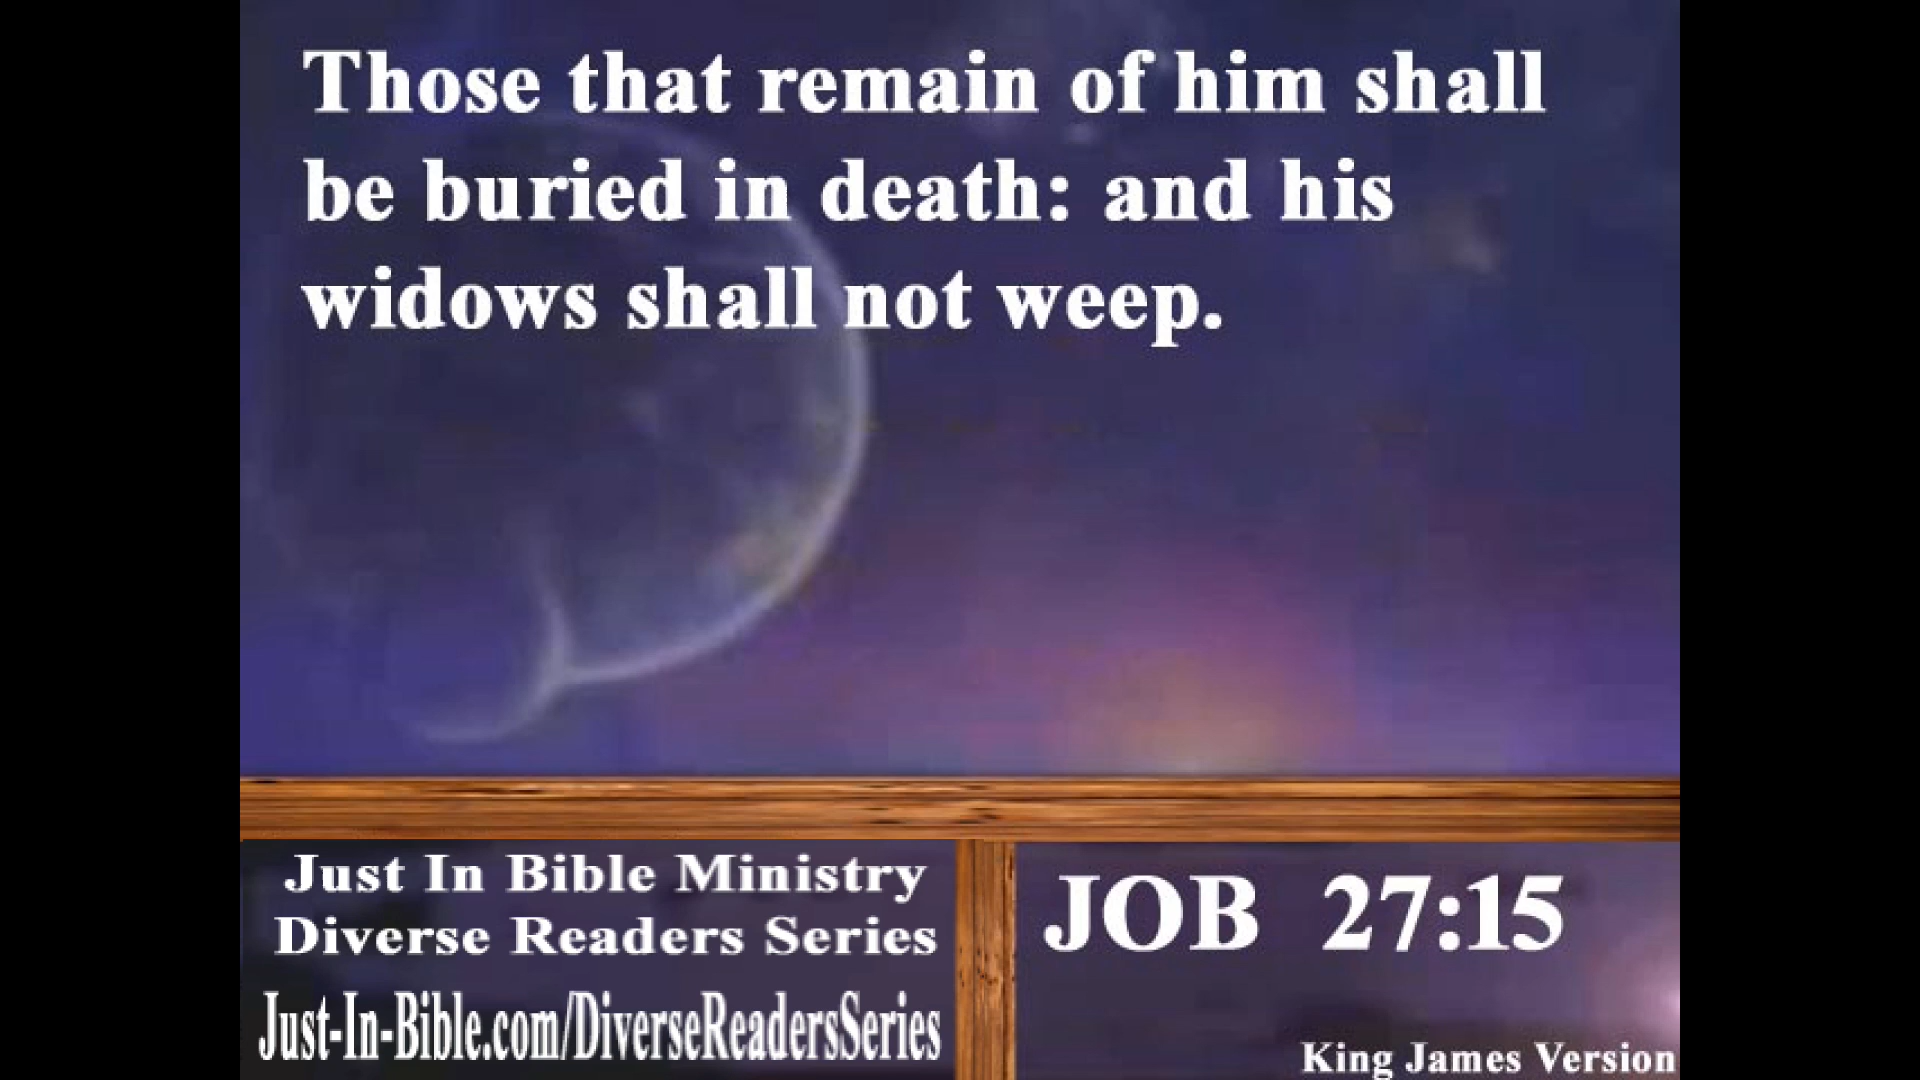 Those that remain of him shall
be buried in death: and his
widows shall not weep.
Just In Bible Ministry
Diverse Readers Series
Just-In-Bible.com/DiverseReadersSeries
JOB 27:15
King James Version